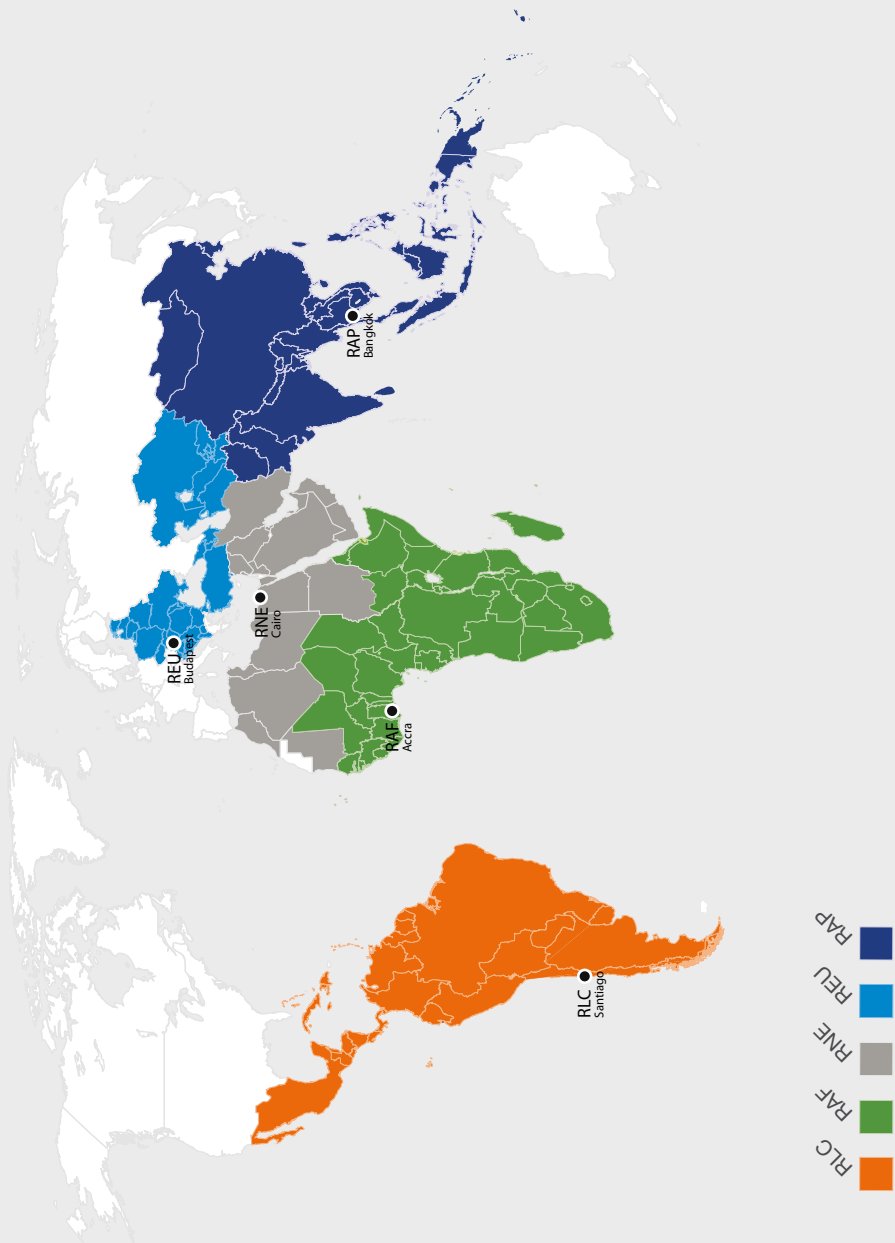 REU
Budapest
RNE
Cairo
RAP
Bangkok
RAF
Accra
RLC
Santiago
RLC
RAF
RNE
REU
RAP